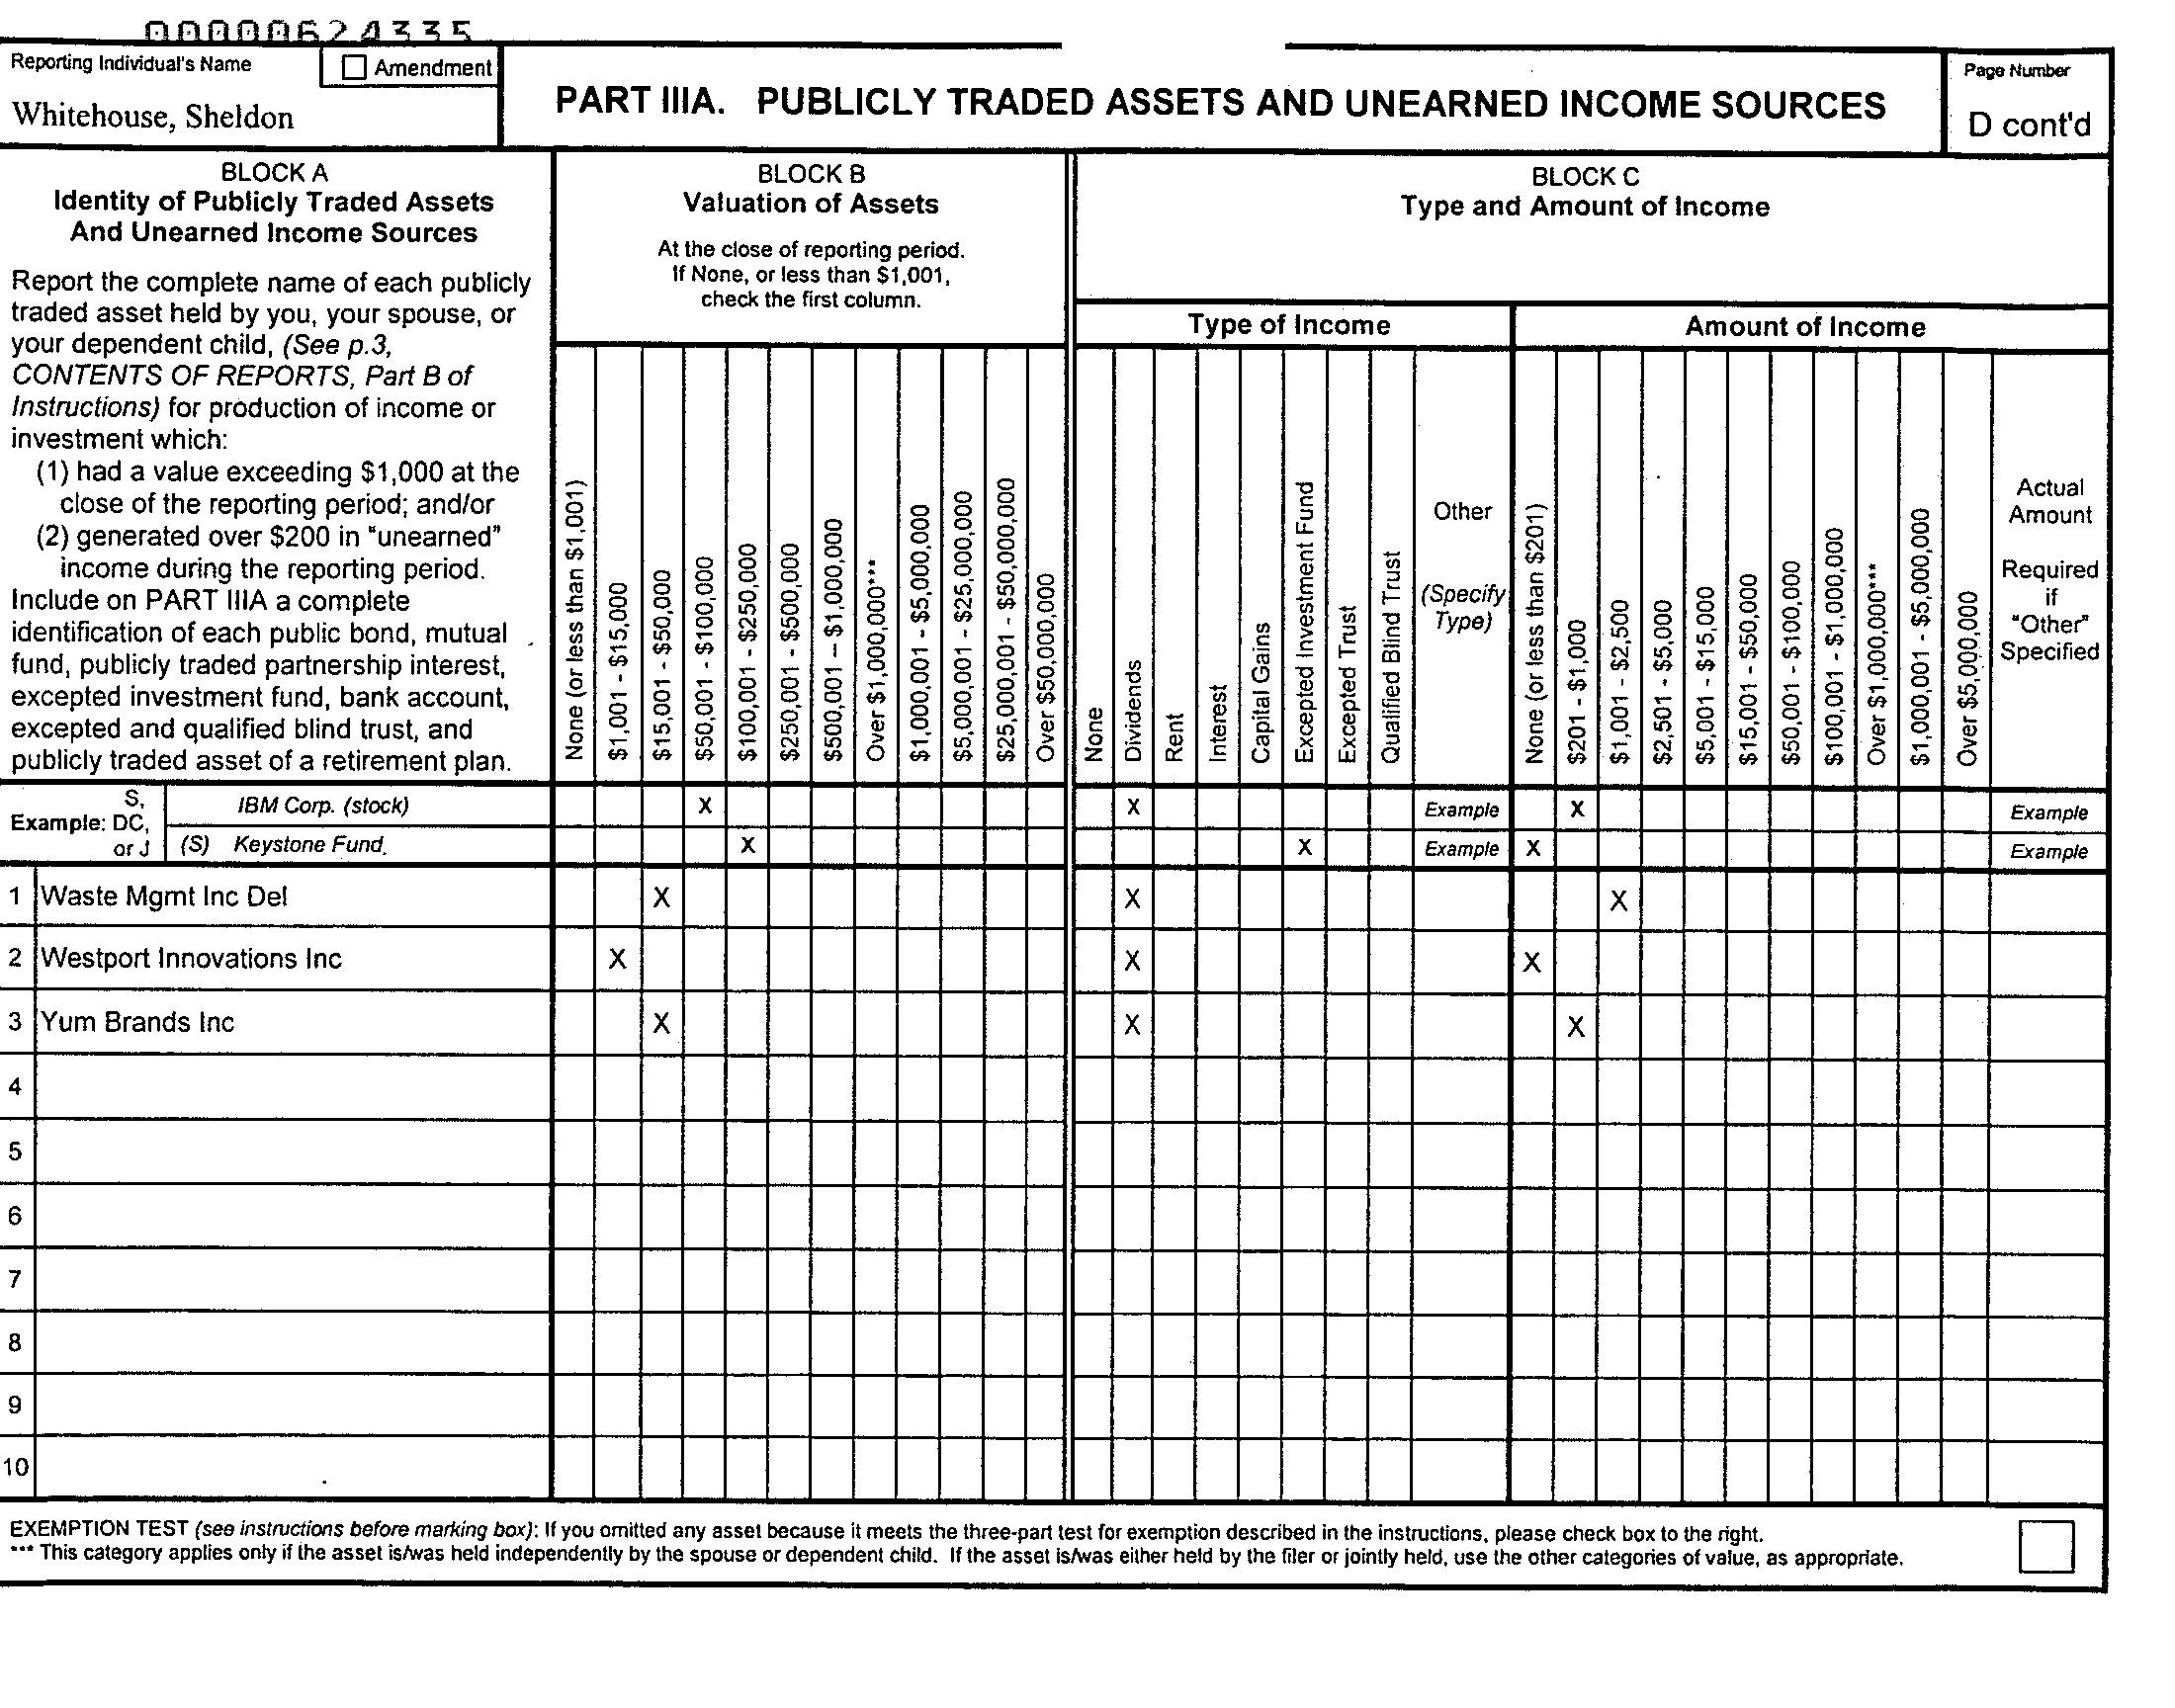 00000624335
Reporting Individual's Name
Amendment
Whitehouse, Sheldon
PART IIIA. PUBLICLY TRADED ASSETS AND UNEARNED INCOME SOURCES
Page Number
D cont'd
BLOCK A
Identity of Publicly Traded Assets
And Unearned Income Sources
Report the complete name of each publicly
traded asset held by you, your spouse, or
your dependent child, (See p.3,
CONTENTS OF REPORTS, Part B of
Instructions) for production of income or
investment which:
(1) had a value exceeding $1,000 at the
close of the reporting period; and/or
(2) generated over $200 in "unearned"
income during the reporting period.
Include on PART IIIA a complete
identification of each public bond, mutual
fund, publicly traded partnership interest,
excepted investment fund, bank account,
excepted and qualified blind trust, and
publicly traded asset of a retirement plan.
BLOCK B
Valuation of Assets
At the close of reporting period.
If None, or less than $1,001,
check the first column.
None (or less than $1,001)
$1,001 - $15,000
$15,001 - $50,000
$50,001 - $100,000
$100,001 - $250,000
$250,001 - $500,000
$500,001 – $1,000,000
Over $1,000,000***
$1,000,001 - $5,000,000
$5,000,001 - $25,000,000
$25,000,001 - $50,000,000
Over $50,000,000
BLOCK C
Type and Amount of Income
Type of Income
None
Dividends
Rent
Interest
Capital Gains
Excepted Investment Fund
Excepted Trust
Qualified Blind Trust
Other
(Specify
Type)
Amount of Income
None (or less than $201)
$201 - $1,000
$1,001 - $2,500
$2,501 - $5,000
$5,001 - $15,000
$15,001 - $50,000
$50,001 - $100,000
$100,001 - $1,000,000
Over $1,000,000***
$1,000,001 - $5,000,000
Over $5,000,000
Actual
Amount
Required
if
"Other"
Specified
Example: S, DC, or J
IBM Corp. (stock) X X Example X Example
(S) Keystone Fund. X X Example X Example
1 Waste Mgmt Inc Del X X X
2 Westport Innovations Inc X X X
3 Yum Brands Inc X X X
4
5
6
7
8
9
10
EXEMPTION TEST (see instructions before marking box): If you omitted any asset because it meets the three-part test for exemption described in the instructions, please check box to the right.
*** This category applies only if the asset is/was held independently by the spouse or dependent child. If the asset is/was either held by the filer or jointly held, use the other categories of value, as appropriate.